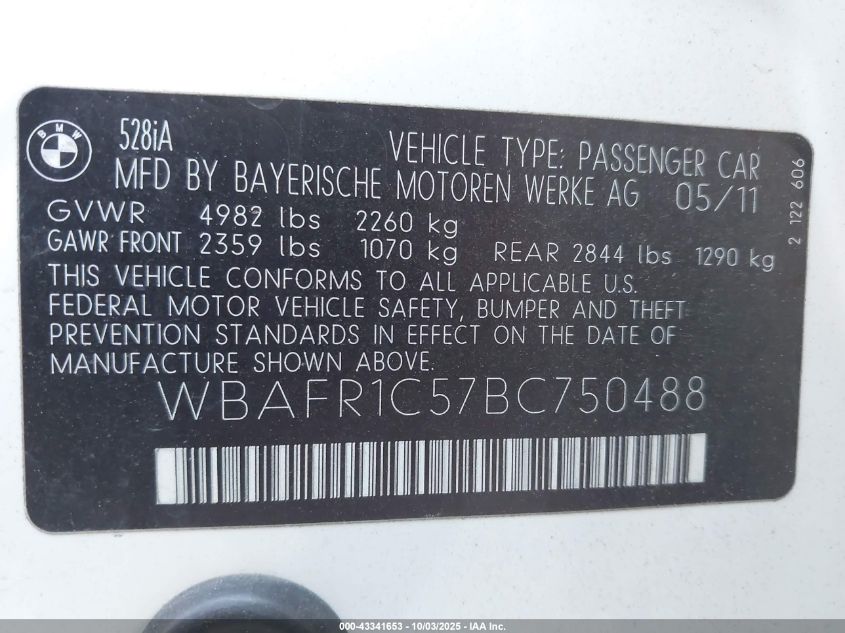 BMW
528iA
VEHICLE TYPE: PASSENGER CAR
MFD BY BAYERISCHE MOTOREN WERKE AG 05/11
GVWR 4982 lbs 2260 kg
GAWR FRONT 2359 lbs 1070 kg REAR 2844 lbs 1290 kg
THIS VEHICLE CONFORMS TO ALL APPLICABLE U.S.
FEDERAL MOTOR VEHICLE SAFETY, BUMPER AND THEFT
PREVENTION STANDARDS IN EFFECT ON THE DATE OF
MANUFACTURE SHOWN ABOVE.
WBAFR1C57BC750488
2 122 606
000-43341653 - 10/03/2025 - IAA Inc.